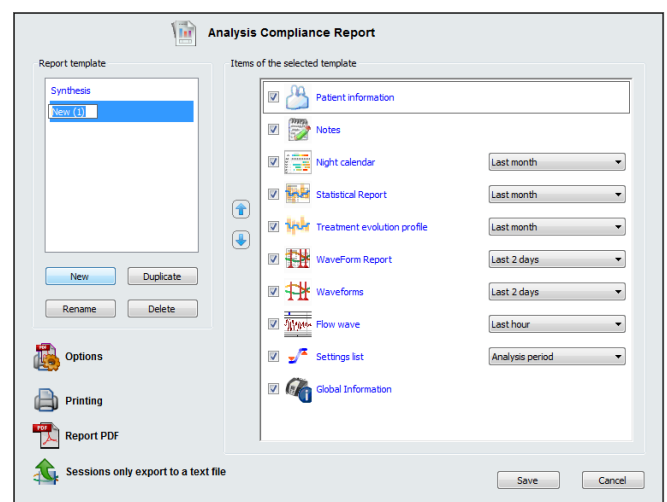 Analysis Compliance Report
Report template
Synthesis
New (1)
New
Duplicate
Rename
Delete
Options
Printing
PDF
Report PDF
Sessions only export to a text file
Items of the selected template
Patient information
Notes
Night calendar
Last month
Statistical Report
Last month
Treatment evolution profile
Last month
WaveForm Report
Last 2 days
Waveforms
Last 2 days
Flow wave
Last hour
Settings list
Analysis period
Global Information
Save
Cancel